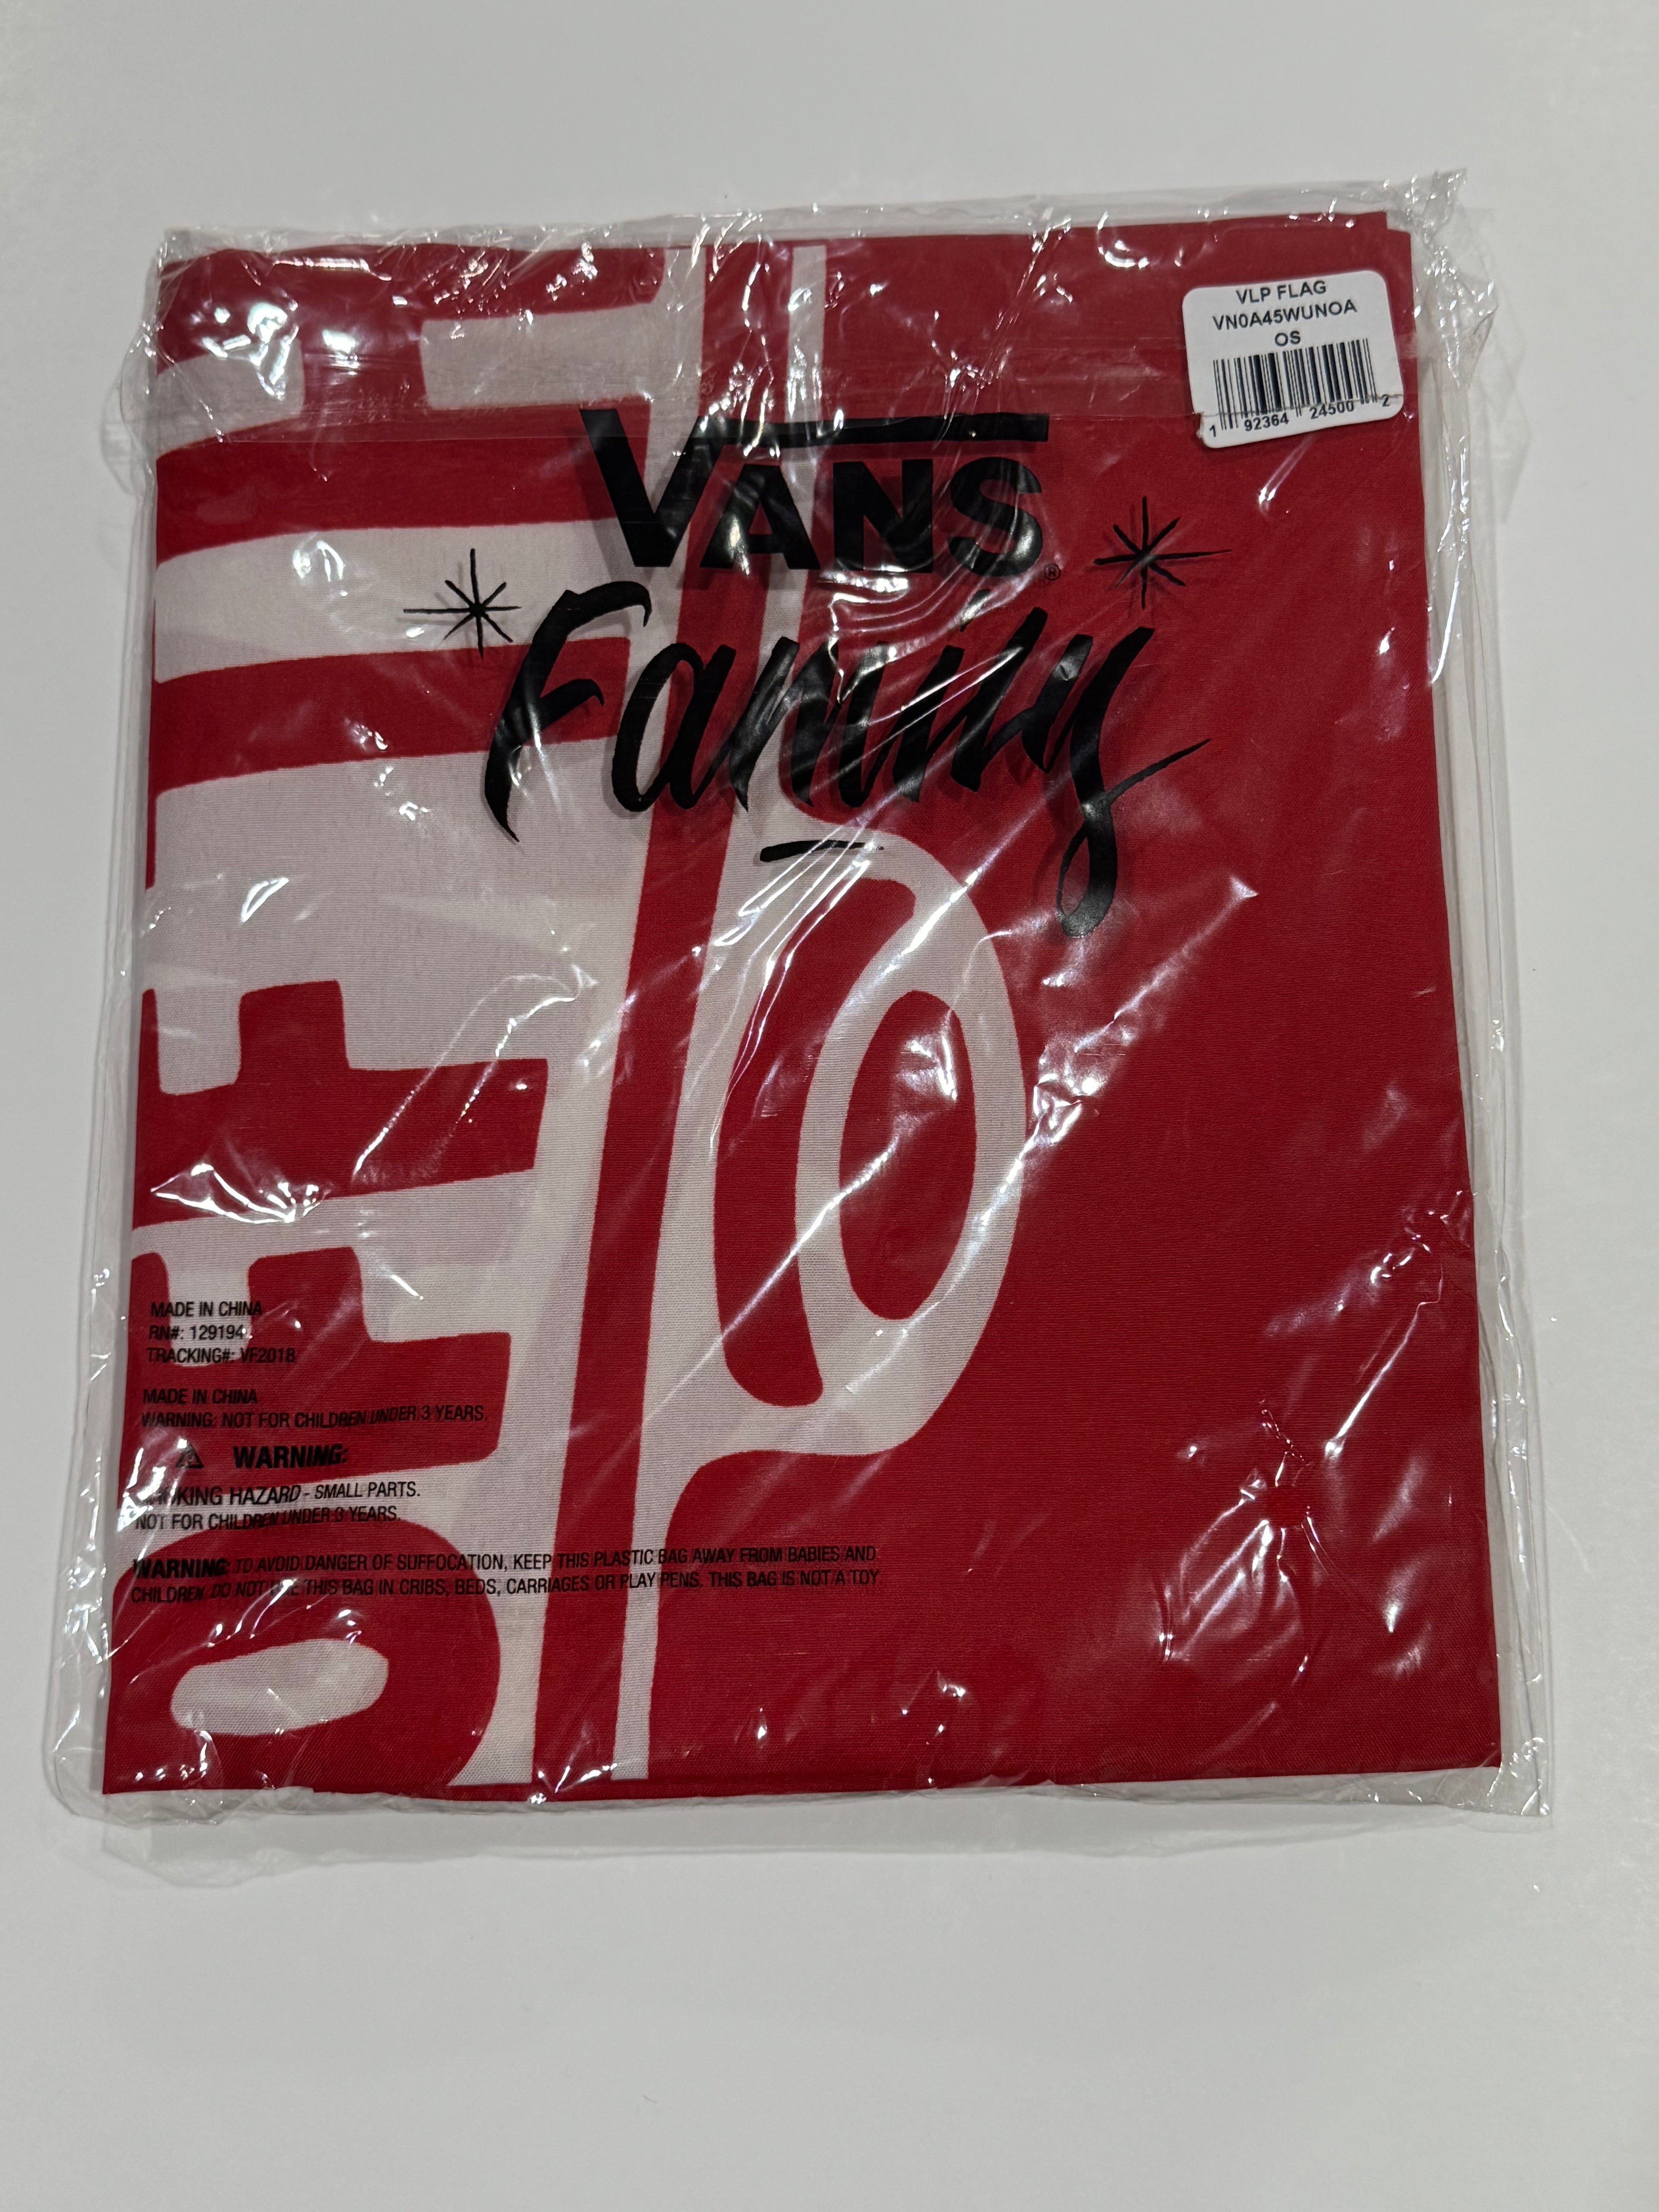 VLP FLAG
VN0A45WUNOA
OS
1 92364 24500 2
VANS®
Family
MADE IN CHINA
RN#: 129194
TRACKING#: VF2018
MADE IN CHINA
WARNING: NOT FOR CHILDREN UNDER 3 YEARS.
WARNING:
CHOKING HAZARD - SMALL PARTS.
NOT FOR CHILDREN UNDER 3 YEARS.
WARNING: TO AVOID DANGER OF SUFFOCATION, KEEP THIS PLASTIC BAG AWAY FROM BABIES AND
CHILDREN. DO NOT USE THIS BAG IN CRIBS, BEDS, CARRIAGES OR PLAY PENS. THIS BAG IS NOT A TOY.